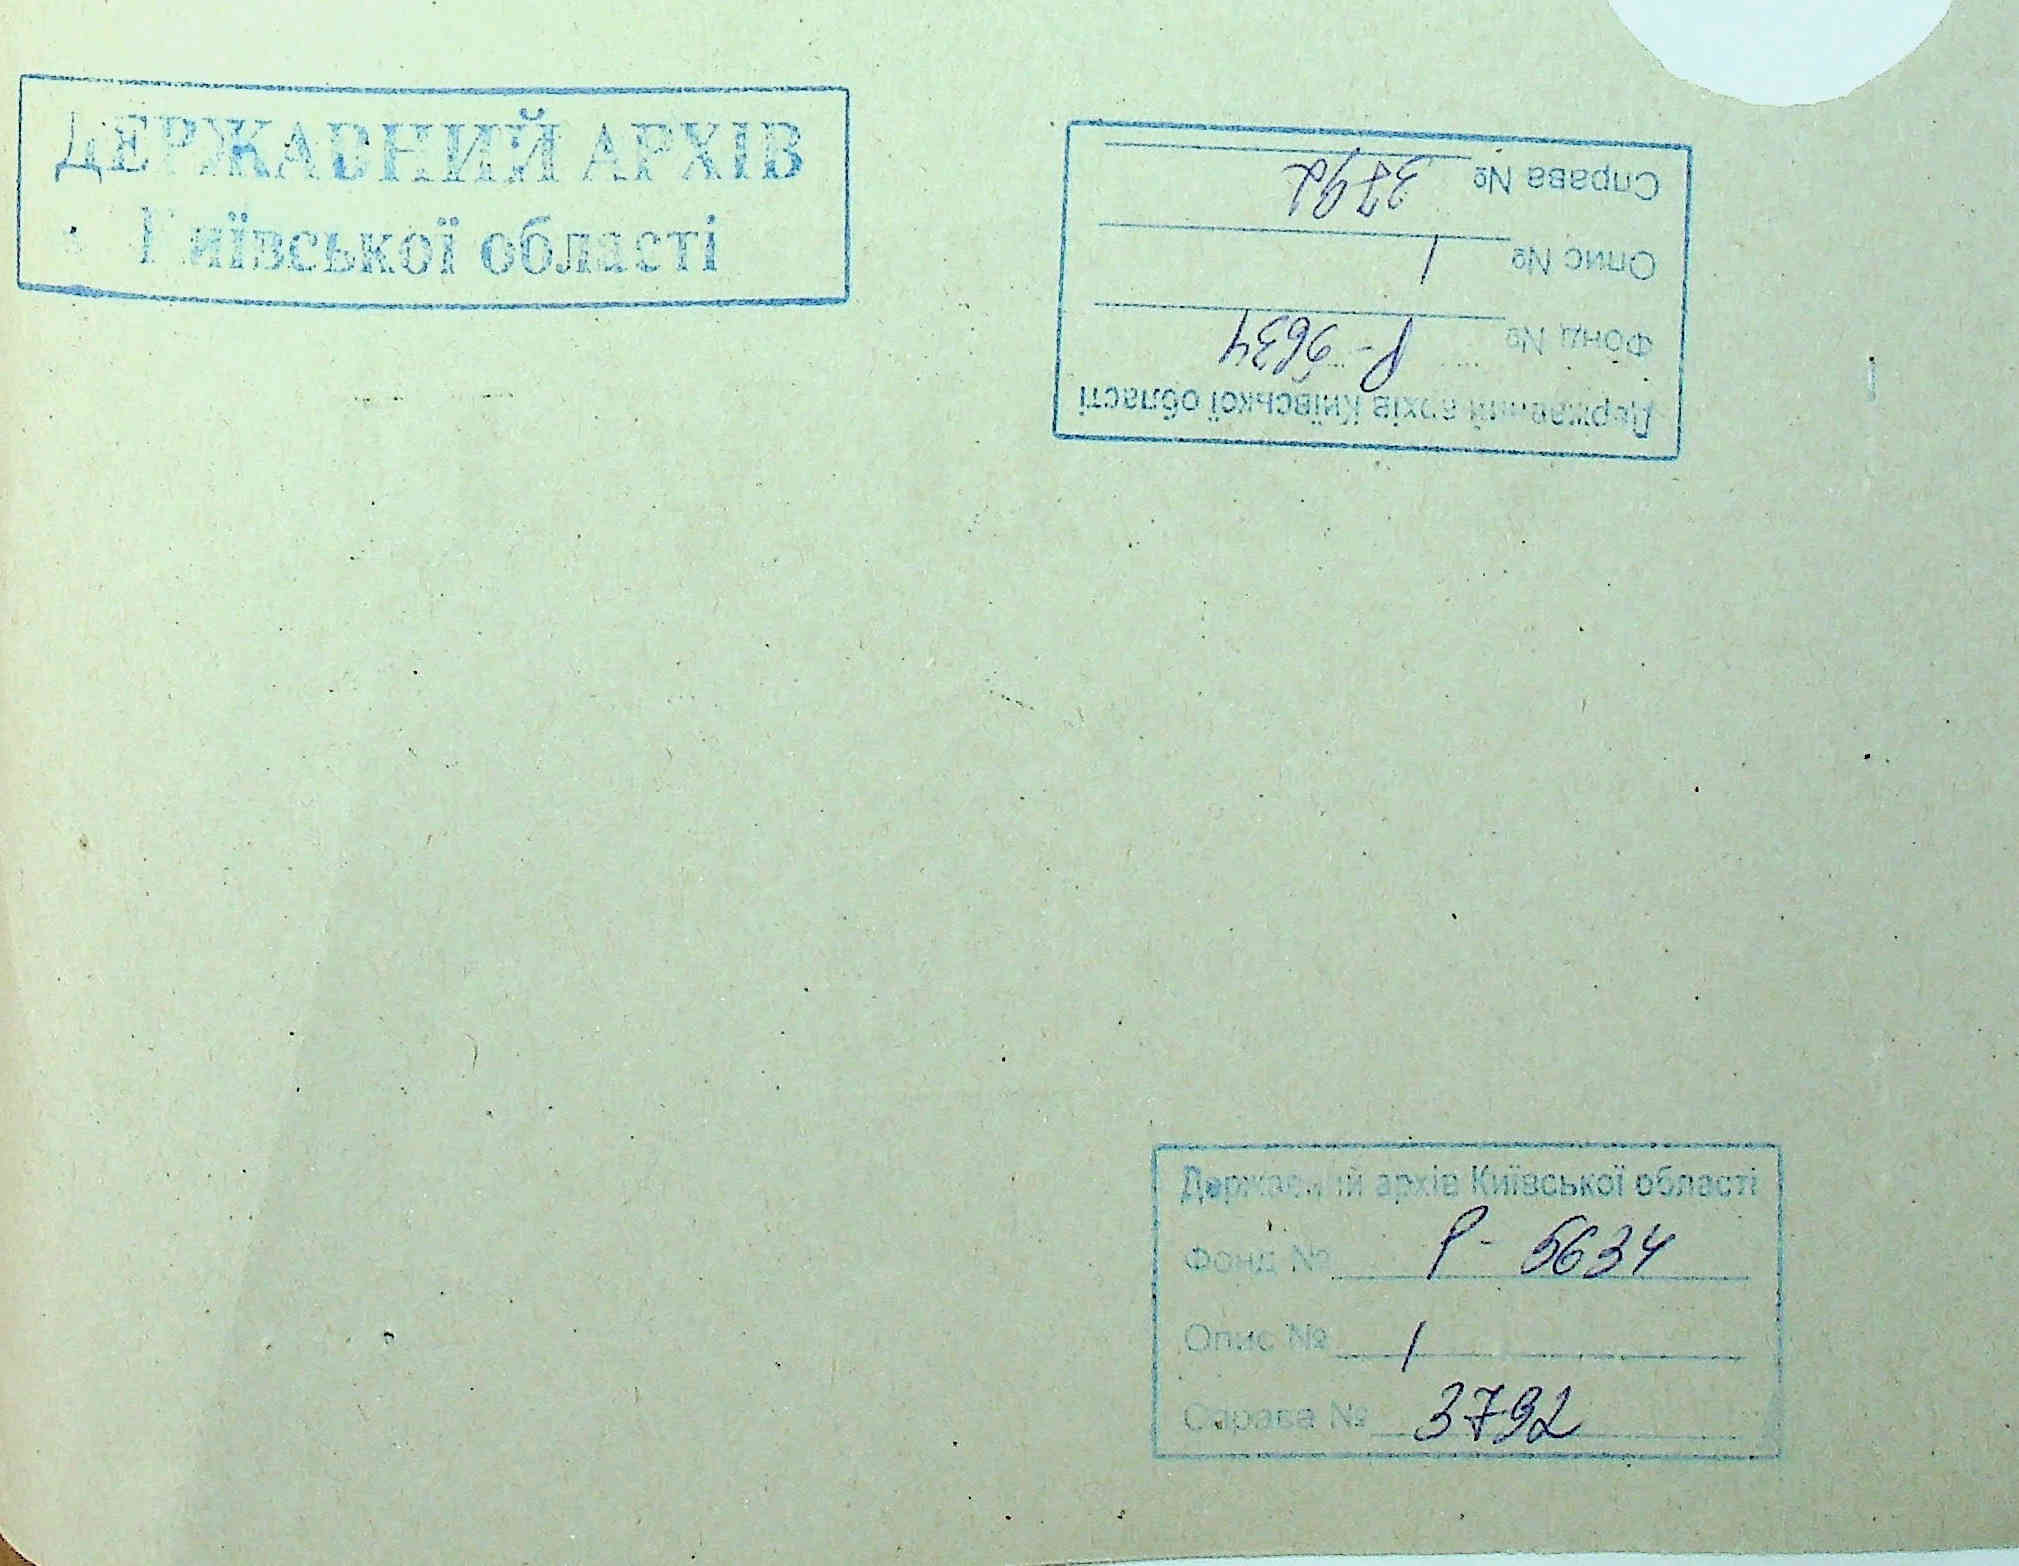 ДЕРЖАВНИЙ АРХІВ
Київської області
Державний архів Київської області
Фонд № Р-5634
Опис № 1
Справа № 3792
Державний архів Київської області
Фонд № Р-5634
Опис № 1
Справа № 3792